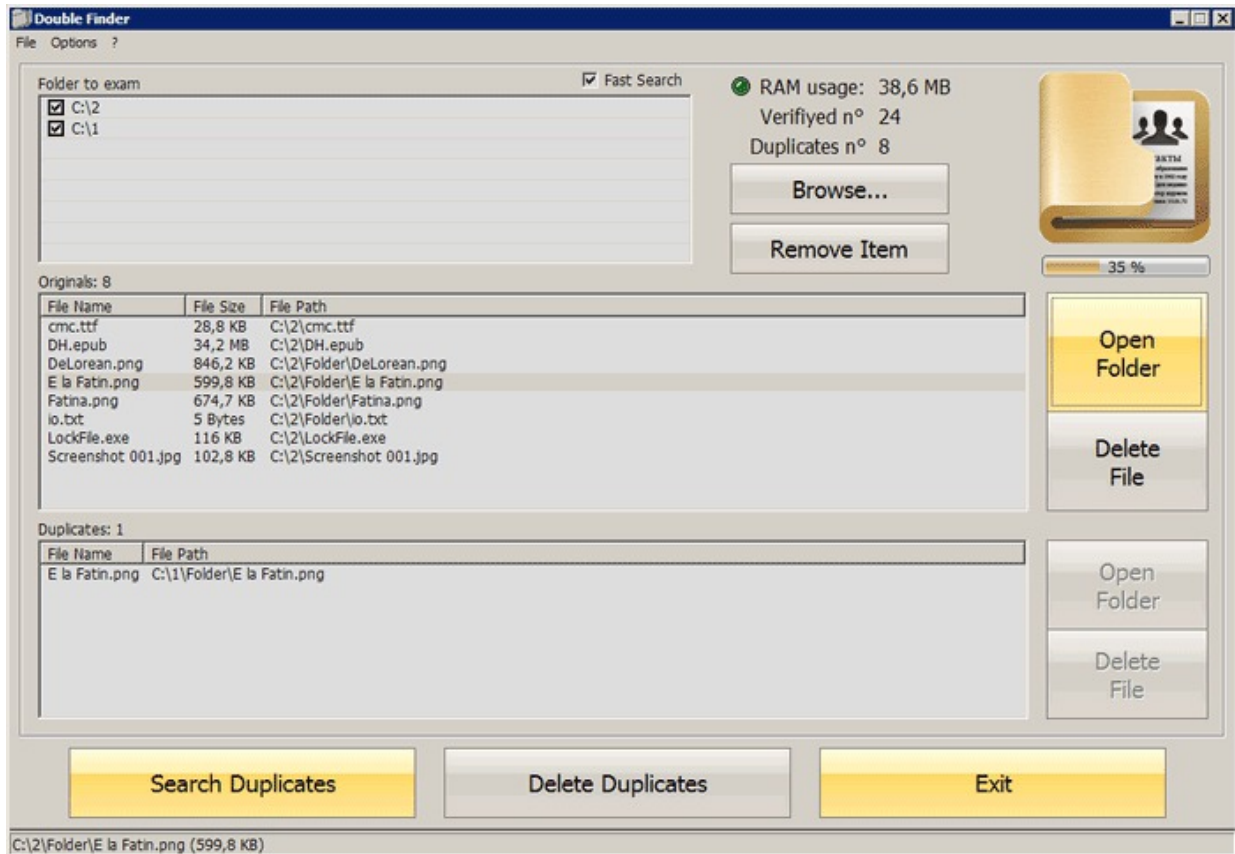 Double Finder
File Options ?
Folder to exam
Fast Search
C:\2
C:\1
RAM usage: 38,6 MB
Verifiyed n° 24
Duplicates n° 8
Browse...
Remove Item
35 %
Originals: 8
File Name File Size File Path
cmc.ttf 28,8 KB C:\2\cmc.ttf
DH.epub 34,2 MB C:\2\DH.epub
DeLorean.png 846,2 KB C:\2\Folder\DeLorean.png
E la Fatin.png 599,8 KB C:\2\Folder\E la Fatin.png
Fatina.png 674,7 KB C:\2\Folder\Fatina.png
io.txt 5 Bytes C:\2\Folder\io.txt
LockFile.exe 116 KB C:\2\LockFile.exe
Screenshot 001.jpg 102,8 KB C:\2\Screenshot 001.jpg
Open
Folder
Delete
File
Duplicates: 1
File Name File Path
E la Fatin.png C:\1\Folder\E la Fatin.png
Open
Folder
Delete
File
Search Duplicates
Delete Duplicates
Exit
C:\2\Folder\E la Fatin.png (599,8 KB)